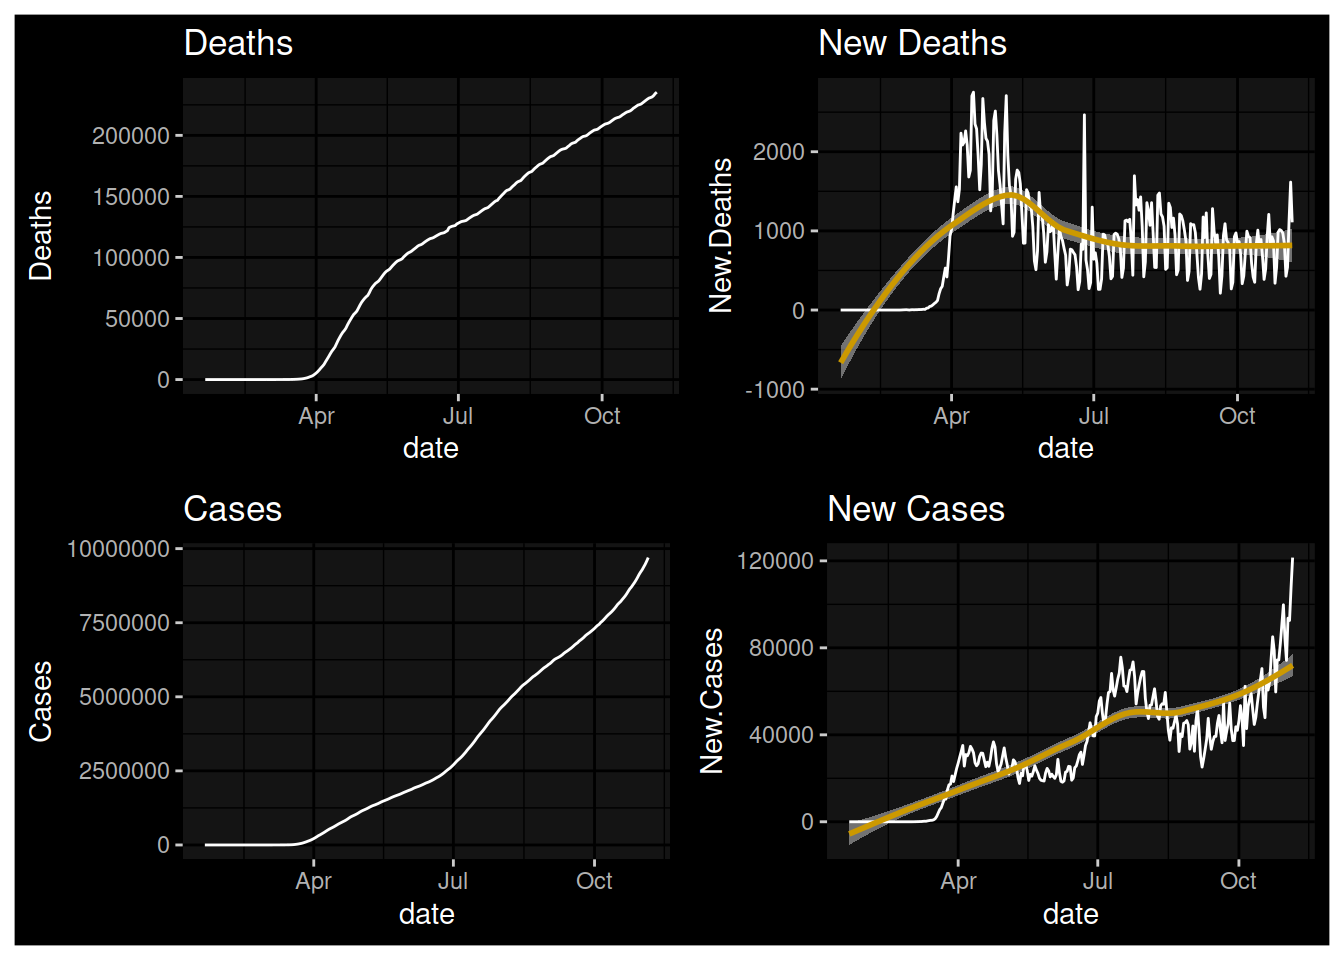 Deaths
200000
150000
100000
50000
0
Deaths
Apr Jul Oct
date
New Deaths
2000
1000
0
-1000
New.Deaths
Apr Jul Oct
date
Cases
10000000
7500000
5000000
2500000
0
Cases
Apr Jul Oct
date
New Cases
120000
80000
40000
0
New.Cases
Apr Jul Oct
date